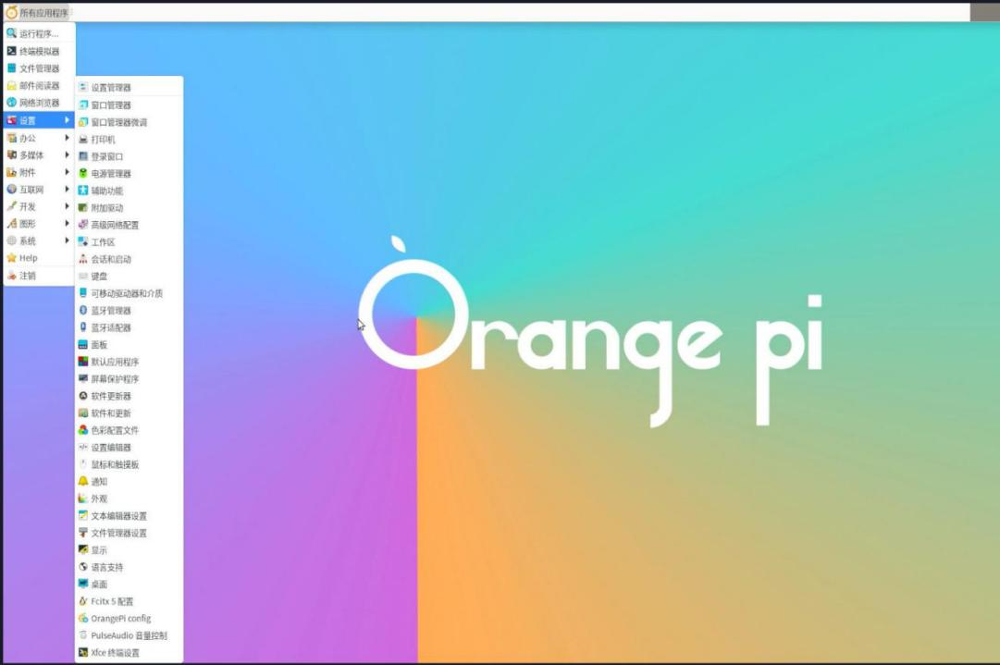 所有应用程序
运行程序...
终端模拟器
文件管理器
邮件阅读器
网络浏览器
设置
办公
多媒体
附件
互联网
开发
图形
系统
Help
注销
设置管理器
窗口管理器
窗口管理器微调
打印机
登录窗口
电源管理器
辅助功能
附加驱动
高级网络配置
工作区
会话和启动
键盘
可移动驱动器和介质
蓝牙管理器
蓝牙适配器
面板
默认应用程序
屏幕保护程序
软件更新器
软件和更新
色彩配置文件
设置编辑器
鼠标和触摸板
通知
外观
文本编辑器设置
文件管理器设置
显示
语言支持
桌面
Fcitx 5 配置
OrangePi config
PulseAudio 音量控制
Xfce 终端设置
Orange pi